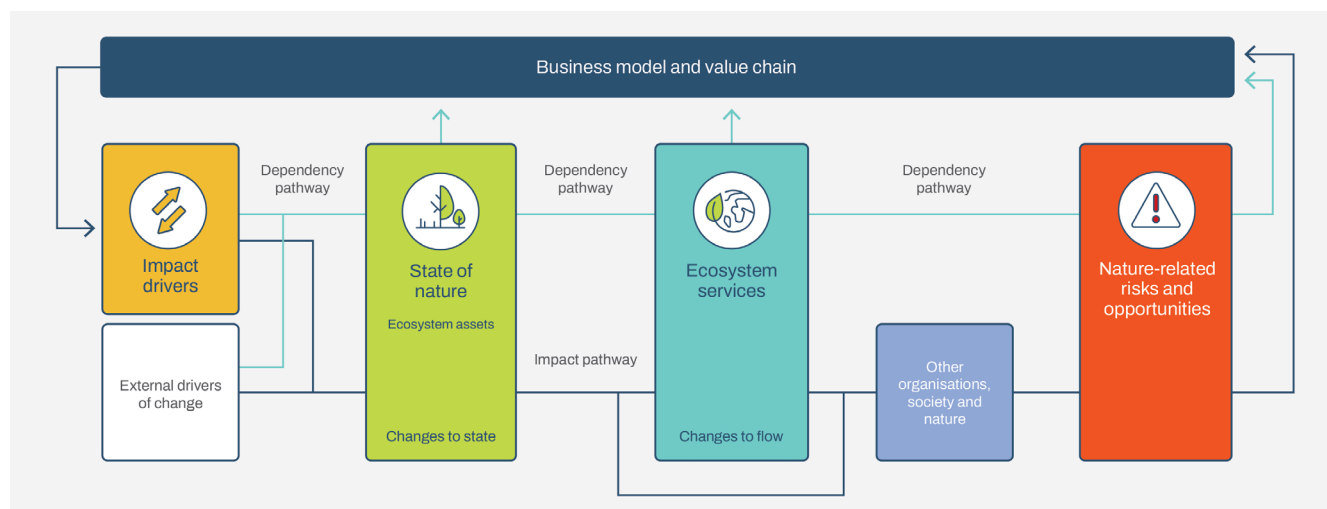 Business model and value chain
Dependency
pathway
Dependency
pathway
Dependency
pathway
Impact
drivers
State of
nature
Ecosystem assets
Ecosystem
services
Nature-related
risks and
opportunities
External drivers
of change
Impact pathway
Other
organisations,
society and
nature
Changes to state
Changes to flow